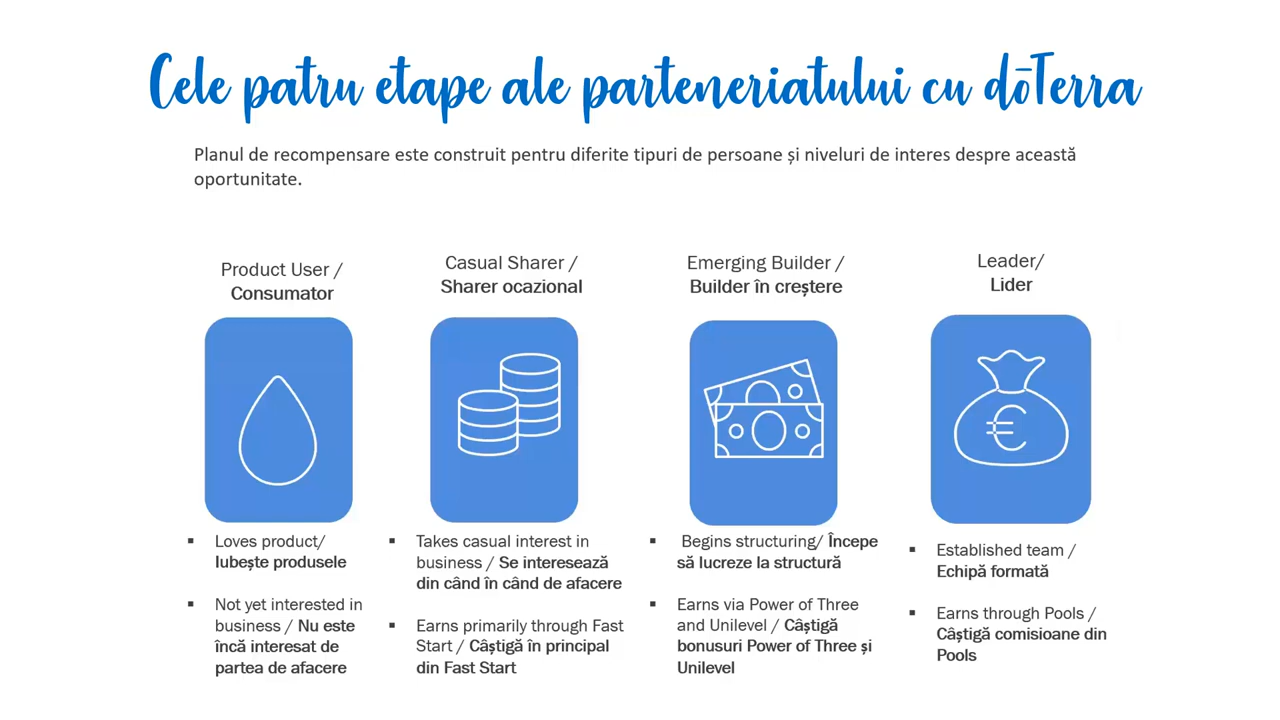 Cele patru etape ale parteneriatului cu dōTerra
Planul de recompensare este construit pentru diferite tipuri de persoane și niveluri de interes despre această
oportunitate.
Product User /
Consumator
Loves product/
Iubește produsele
Not yet interested in
business / Nu este
încă interesat de
partea de afacere
Casual Sharer /
Sharer ocazional
Takes casual interest in
business / Se interesează
din când în când de afacere
Earns primarily through Fast
Start / Câștigă în principal
din Fast Start
Emerging Builder /
Builder în creștere
Begins structuring/ Începe
să lucreze la structură
Earns via Power of Three
and Unilevel / Câștigă
bonusuri Power of Three și
Unilevel
Leader/
Lider
€
Established team /
Echipă formată
Earns through Pools /
Câștigă comisioane din
Pools